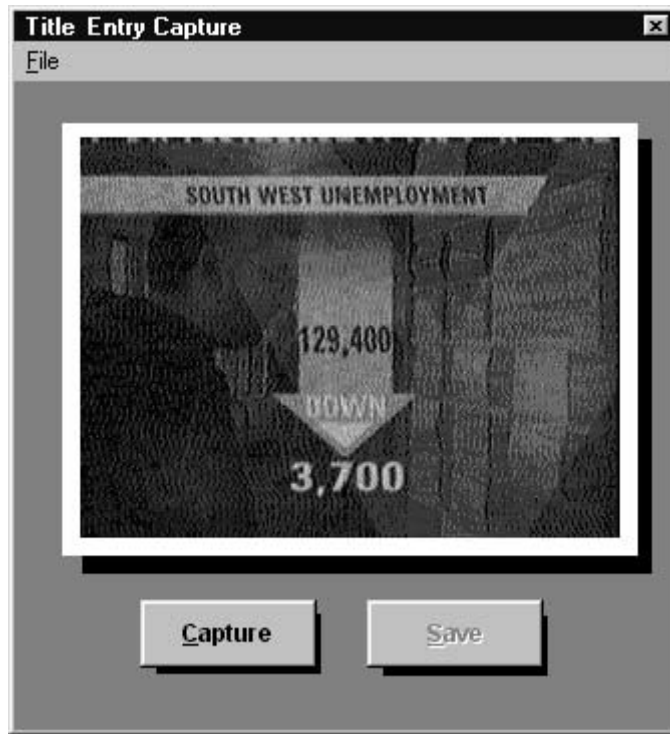 Title Entry Capture
File
SOUTH WEST UNEMPLOYMENT
129,400
DOWN
3,700
Capture
Save